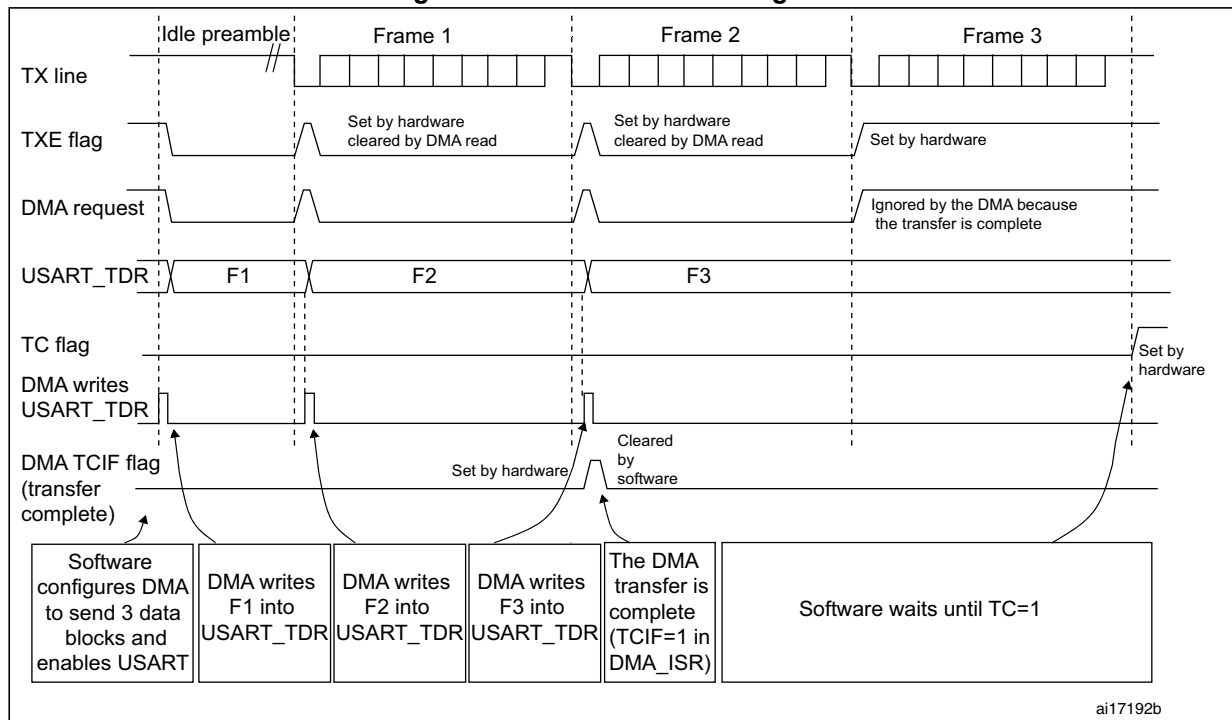 Idle preamble
Frame 1
Frame 2
Frame 3
TX line
TXE flag
Set by hardware
cleared by DMA read
Set by hardware
cleared by DMA read
Set by hardware
DMA request
Ignored by the DMA because
the transfer is complete
USART_TDR
F1
F2
F3
TC flag
Set by
hardware
DMA writes
USART_TDR
DMA TCIF flag
(transfer
complete)
Set by hardware
Cleared
by
software
Software
configures DMA
to send 3 data
blocks and
enables USART
DMA writes
F1 into
USART_TDR
DMA writes
F2 into
USART_TDR
DMA writes
F3 into
USART_TDR
The DMA
transfer is
complete
(TCIF=1 in
DMA_ISR)
Software waits until TC=1
ai17192b